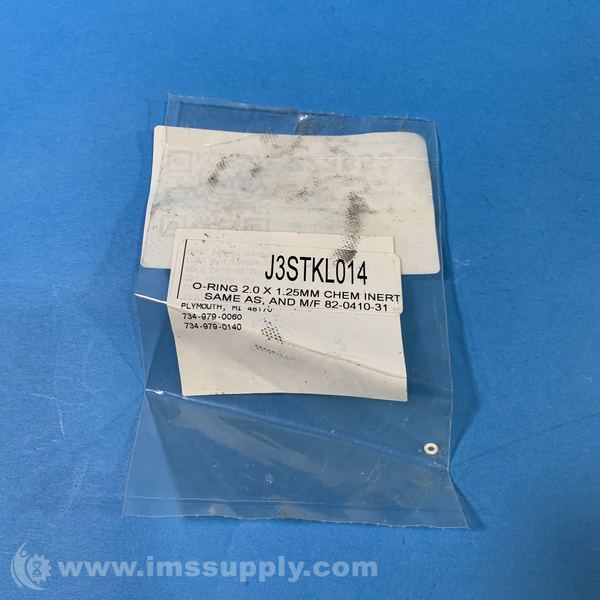 J3STKL014
O-RING 2.0 X 1.25MM CHEM INERT
SAME AS, AND M/F 82-0410-31
PLYMOUTH, MI 48170
734-979-0060
734-979-0140
www.imssupply.com